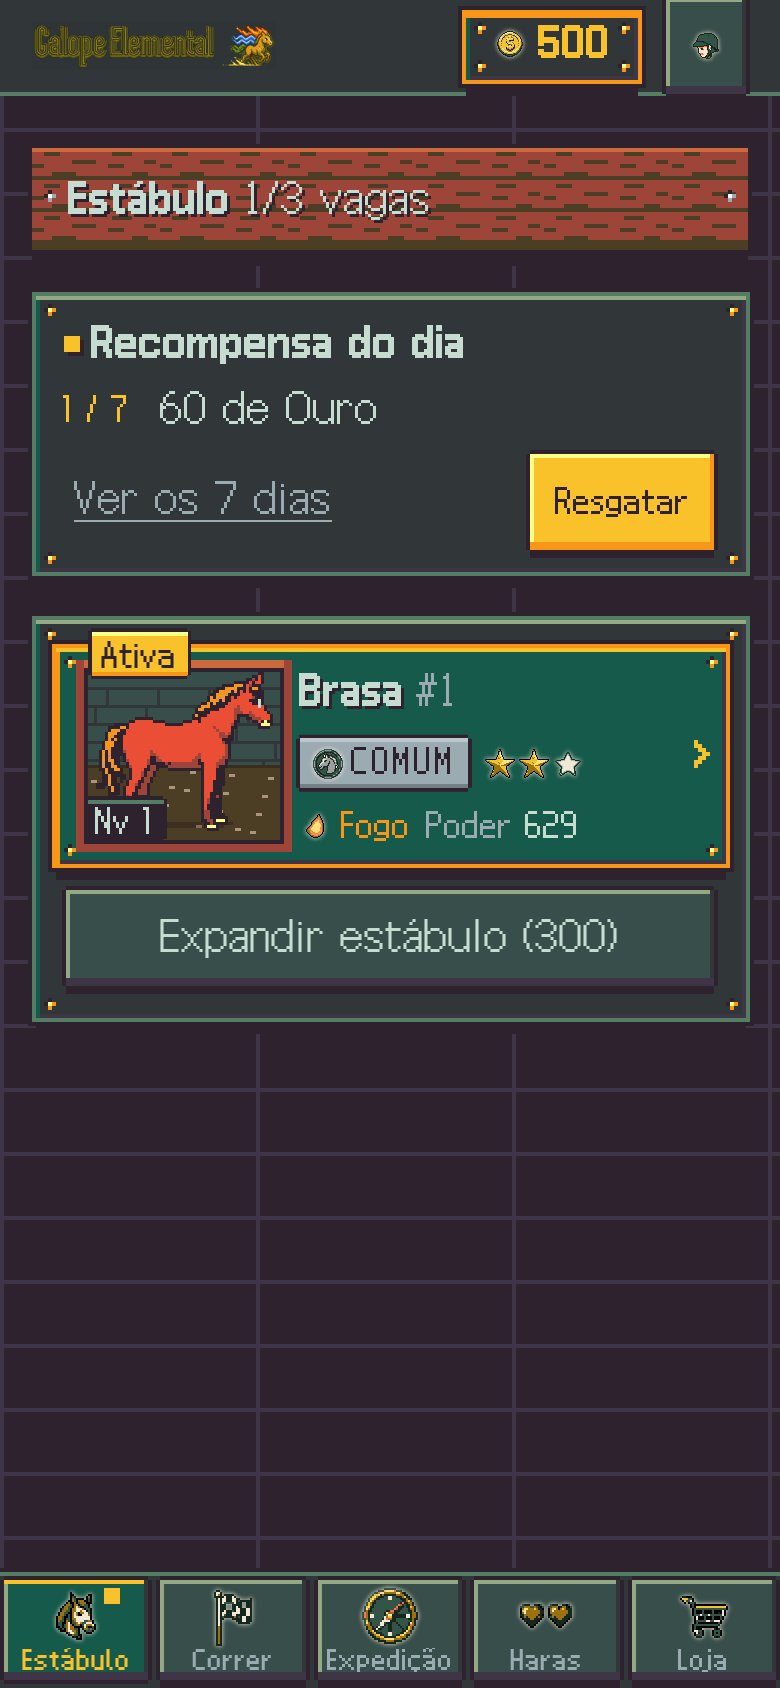 Galope Elemental
500
Estábulo 1/3 vagas
Recompensa do dia
1/7 60 de Ouro
Ver os 7 dias
Resgatar
Ativa
Brasa #1
COMUM
Nv 1
Fogo Poder 629
Expandir estábulo (300)
Estábulo
Correr
Expedição
Haras
Loja